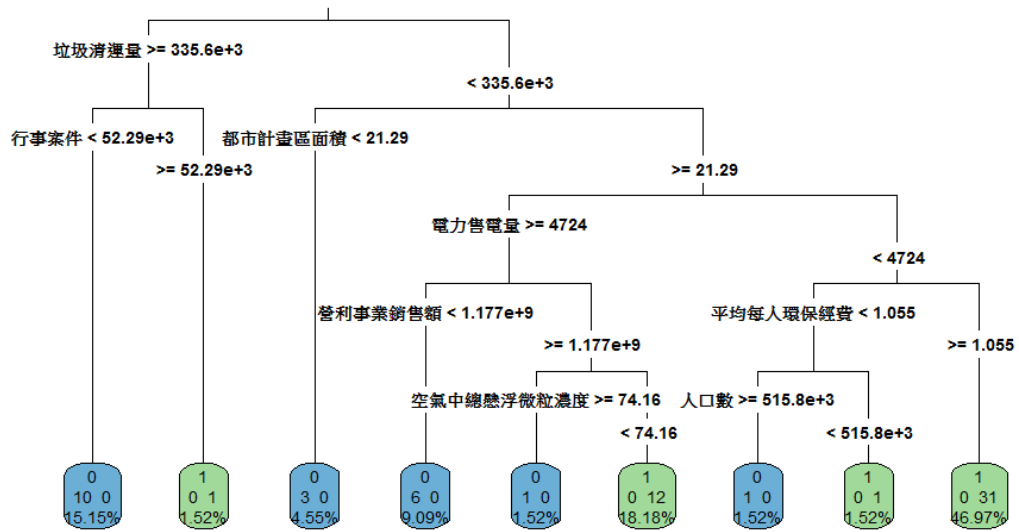 垃圾清運量 >= 335.6e+3
< 335.6e+3
行事案件 < 52.29e+3
>= 52.29e+3
都市計畫區面積 < 21.29
>= 21.29
電力售電量 >= 4724
< 4724
營利事業銷售額 < 1.177e+9
>= 1.177e+9
平均每人環保經費 < 1.055
>= 1.055
空氣中總懸浮微粒濃度 >= 74.16
< 74.16
人口數 >= 515.8e+3
< 515.8e+3
0
10 0
15.15%
1
0 1
1.52%
0
3 0
4.55%
0
6 0
9.09%
0
1 0
1.52%
1
0 12
18.18%
0
1 0
1.52%
1
0 1
1.52%
1
0 31
46.97%